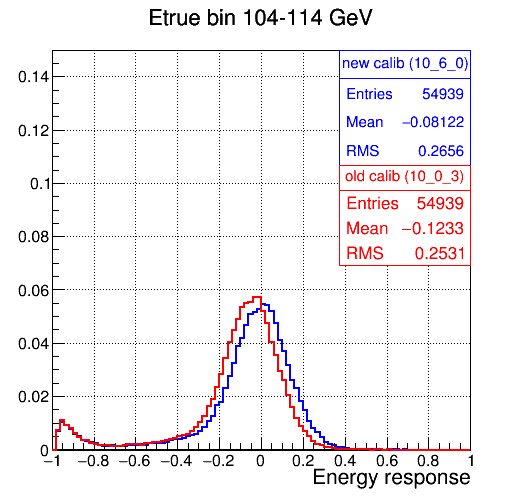 Etrue bin 104-114 GeV
new calib (10_6_0)
Entries 54939
Mean −0.08122
RMS 0.2656
old calib (10_0_3)
Entries 54939
Mean −0.1233
RMS 0.2531
0.14
0.12
0.1
0.08
0.06
0.04
0.02
0
−1 −0.8 −0.6 −0.4 −0.2 0 0.2 0.4 0.6 0.8 1
Energy response